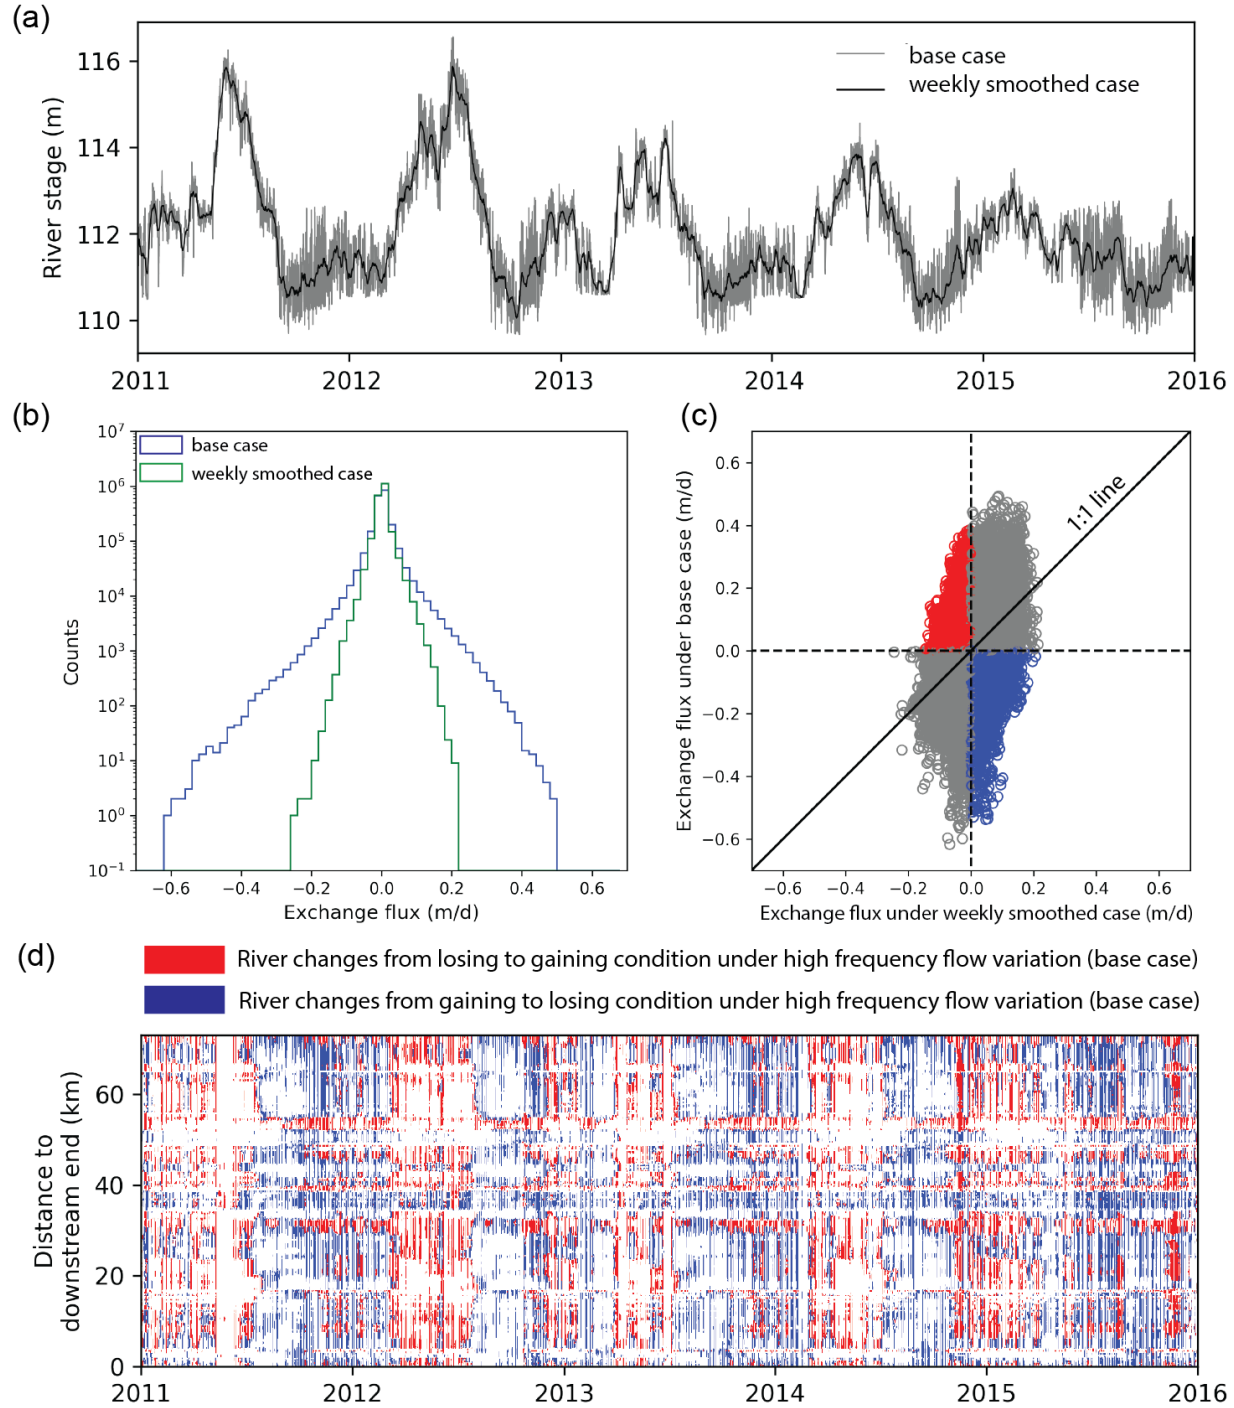 (a)
River stage (m)
116
114
112
110
base case
weekly smoothed case
2011 2012 2013 2014 2015 2016
(b)
Counts
10^7
10^6
10^5
10^4
10^3
10^2
10^1
10^0
10^−1
base case
weekly smoothed case
−0.6 −0.4 −0.2 0.0 0.2 0.4 0.6
Exchange flux (m/d)
(c)
Exchange flux under base case (m/d)
0.6
0.4
0.2
0.0
−0.2
−0.4
−0.6
1:1 line
−0.6 −0.4 −0.2 0.0 0.2 0.4 0.6
Exchange flux under weekly smoothed case (m/d)
(d)
River changes from losing to gaining condition under high frequency flow variation (base case)
River changes from gaining to losing condition under high frequency flow variation (base case)
Distance to
downstream end (km)
60
40
20
0
2011 2012 2013 2014 2015 2016